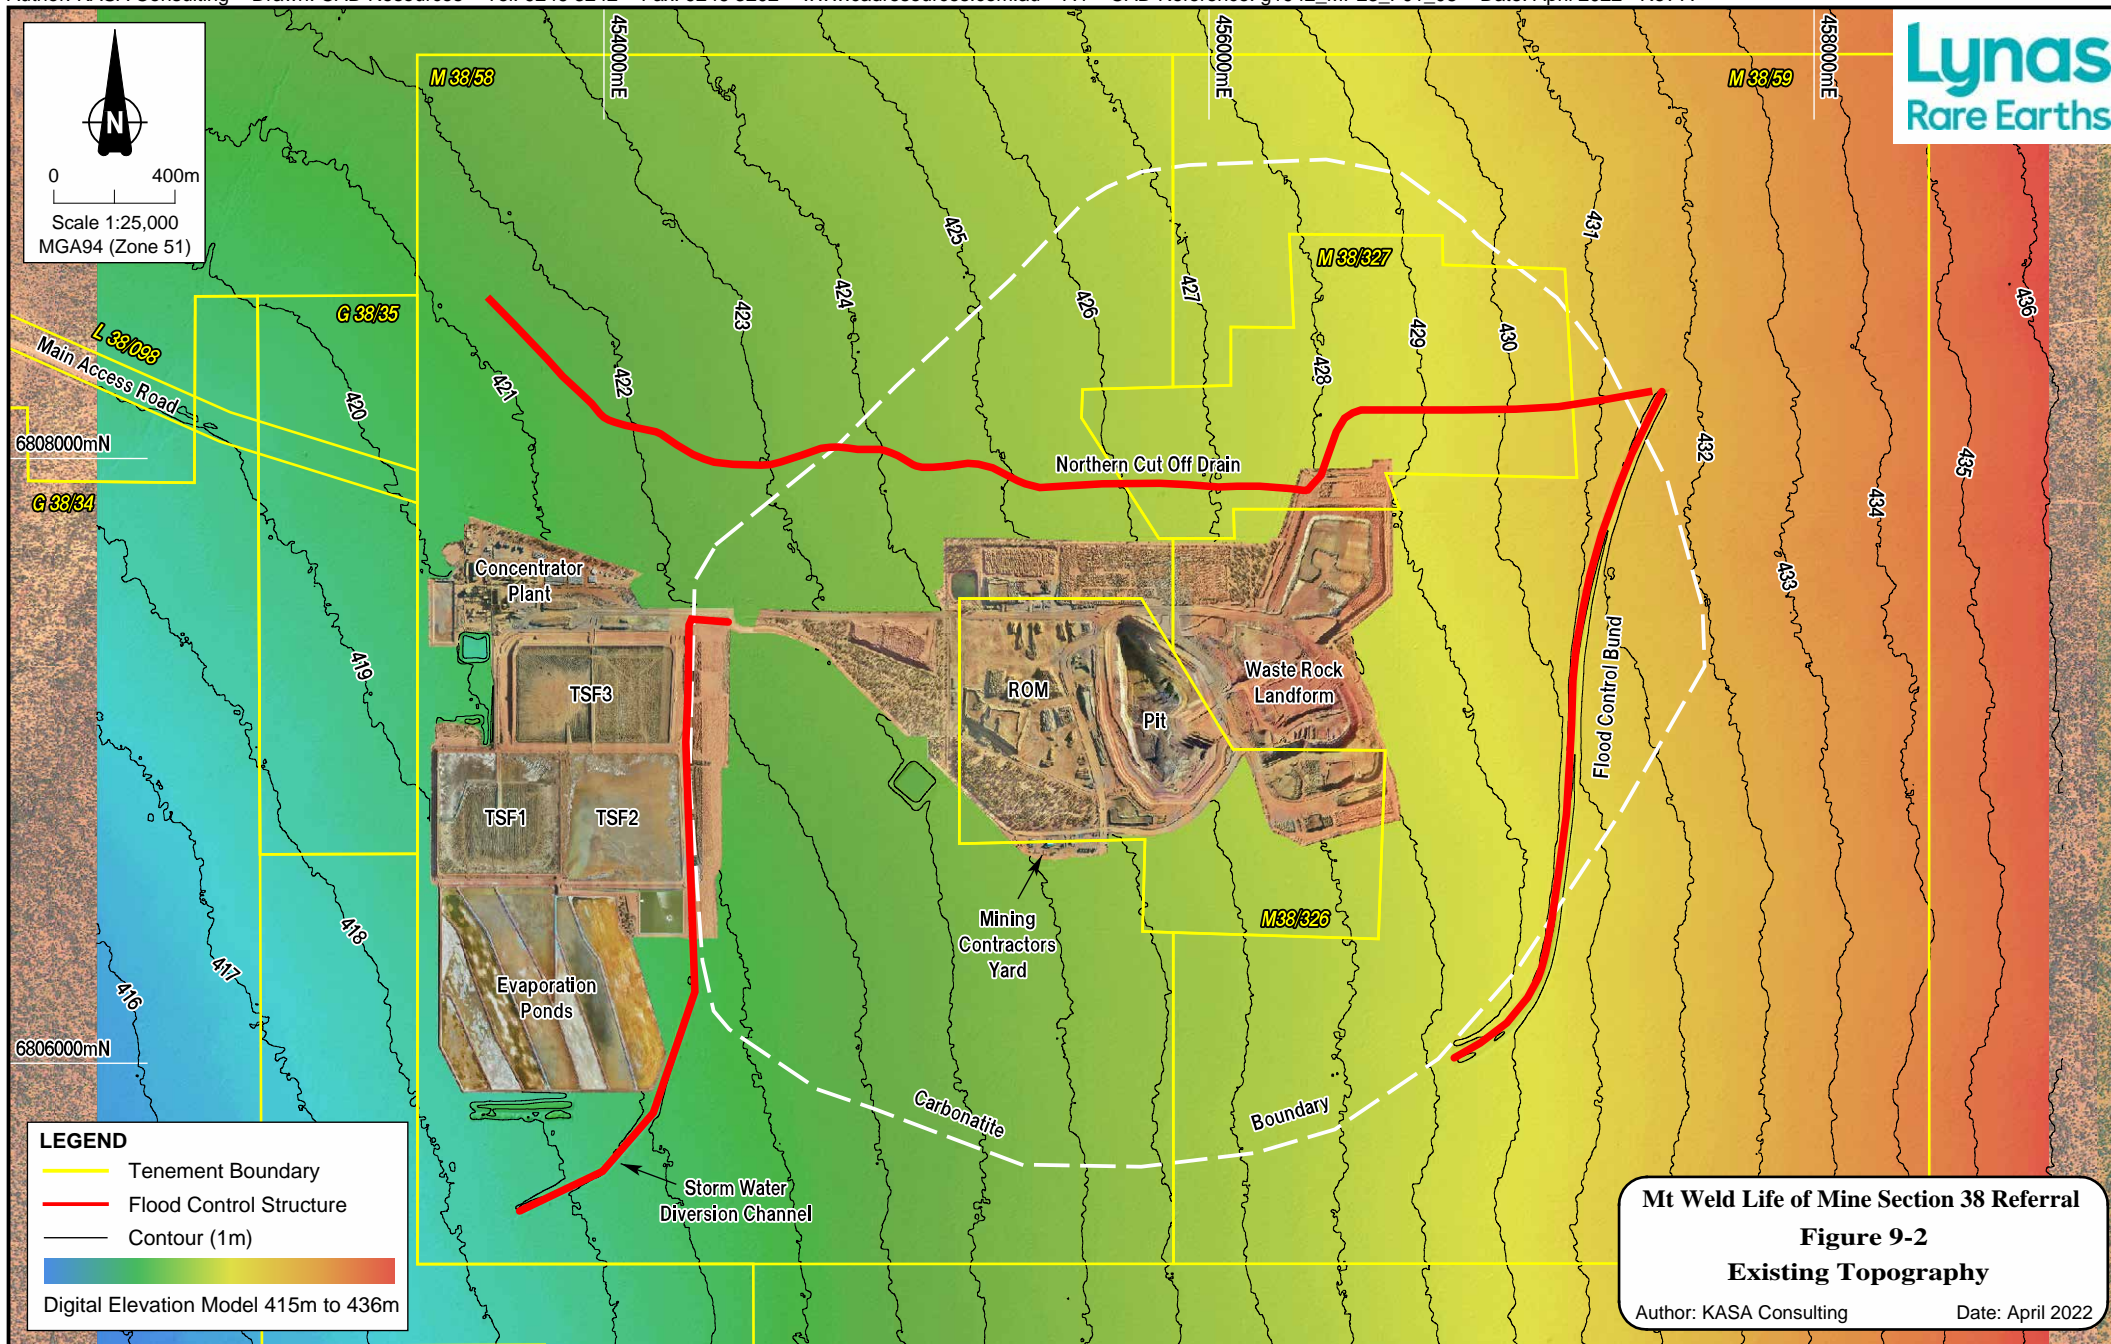 N
0 400m
Scale 1:25,000
MGA94 (Zone 51)
454000mE
456000mE
458000mE
Lynas
Rare Earths
M 38/58
M 38/59
M 38/327
G 38/35
L 38/098
Main Access Road
G 38/34
6808000mN
6806000mN
416
417
418
419
420
421
422
423
424
425
426
427
428
429
430
431
432
433
434
435
436
Northern Cut Off Drain
Concentrator
Plant
TSF3
TSF1
TSF2
Evaporation
Ponds
ROM
Pit
Waste Rock
Landform
Flood Control Bund
Mining
Contractors
Yard
M38/326
Carbonatite
Boundary
Storm Water
Diversion Channel
LEGEND
Tenement Boundary
Flood Control Structure
Contour (1m)
Digital Elevation Model 415m to 436m
Mt Weld Life of Mine Section 38 Referral
Figure 9-2
Existing Topography
Author: KASA Consulting Date: April 2022